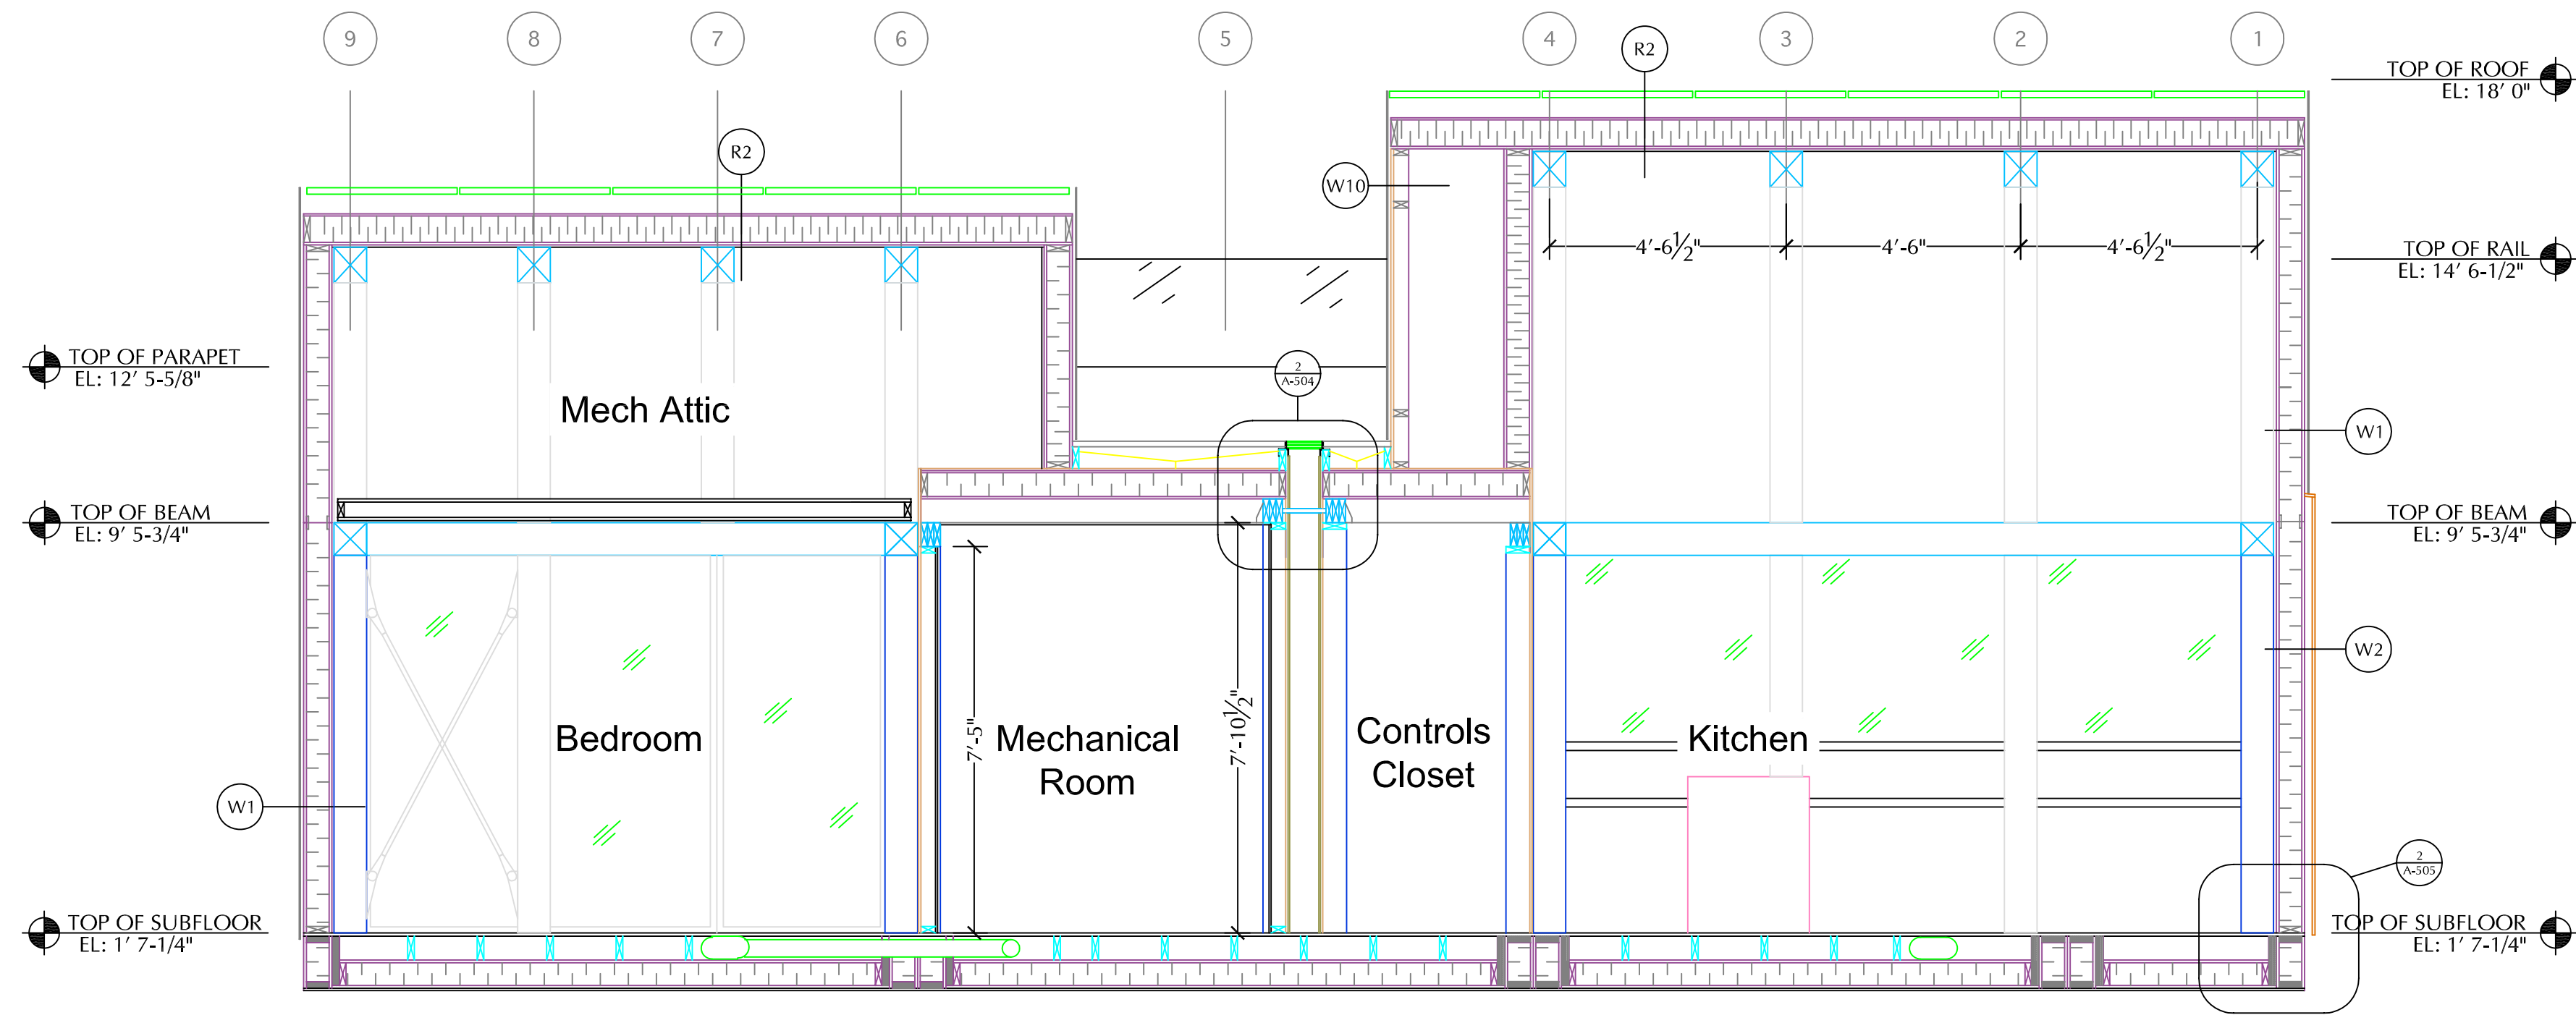 9 8 7 6 5 4 3 2 1
R2
TOP OF ROOF
EL: 18' 0"
R2
W10
4'-6½" 4'-6" 4'-6½"
TOP OF RAIL
EL: 14' 6-1/2"
TOP OF PARAPET
EL: 12' 5-5/8"
2
A-504
Mech Attic
W1
TOP OF BEAM
EL: 9' 5-3/4"
TOP OF BEAM
EL: 9' 5-3/4"
W2
7'-5"
7'-10½"
Bedroom
Mechanical
Room
Controls
Closet
Kitchen
W1
2
A-505
TOP OF SUBFLOOR
EL: 1' 7-1/4"
TOP OF SUBFLOOR
EL: 1' 7-1/4"